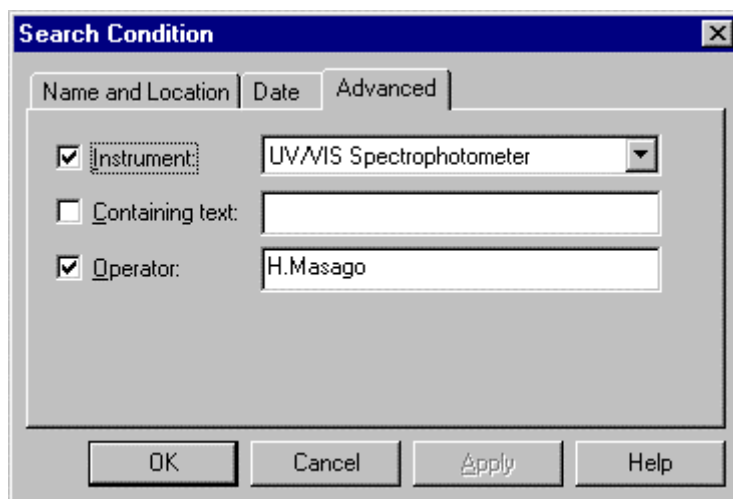 Search Condition
Name and Location Date Advanced
Instrument: UV/VIS Spectrophotometer
Containing text:
Operator: H.Masago
OK Cancel Apply Help